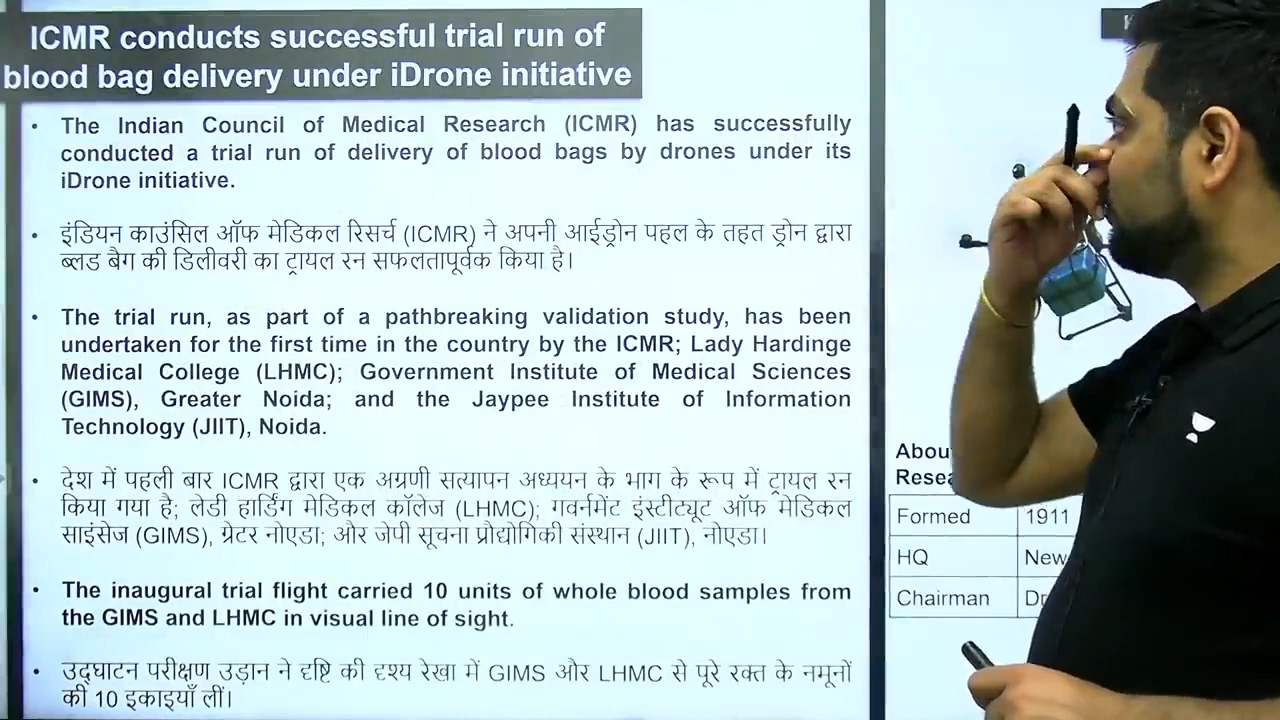 ICMR conducts successful trial run of
blood bag delivery under iDrone initiative
• The Indian Council of Medical Research (ICMR) has successfully
conducted a trial run of delivery of blood bags by drones under its
iDrone initiative.
• इंडियन काउंसिल ऑफ मेडिकल रिसर्च (ICMR) ने अपनी आईड्रोन पहल के तहत ड्रोन द्वारा
ब्लड बैग की डिलीवरी का ट्रायल रन सफलतापूर्वक किया है।
• The trial run, as part of a pathbreaking validation study, has been
undertaken for the first time in the country by the ICMR; Lady Hardinge
Medical College (LHMC); Government Institute of Medical Sciences
(GIMS), Greater Noida; and the Jaypee Institute of Information
Technology (JIIT), Noida.
• देश में पहली बार ICMR द्वारा एक अग्रणी सत्यापन अध्ययन के भाग के रूप में ट्रायल रन
किया गया है; लेडी हार्डिंग मेडिकल कॉलेज (LHMC); गवर्नमेंट इंस्टीट्यूट ऑफ मेडिकल
साइंसेज (GIMS), ग्रेटर नोएडा; और जेपी सूचना प्रौद्योगिकी संस्थान (JIIT), नोएडा।
• The inaugural trial flight carried 10 units of whole blood samples from
the GIMS and LHMC in visual line of sight.
• उद्घाटन परीक्षण उड़ान ने दृष्टि की दृश्य रेखा में GIMS और LHMC से पूरे रक्त के नमूनों
की 10 इकाइयाँ लीं।
Formed 1911
HQ New
Chairman